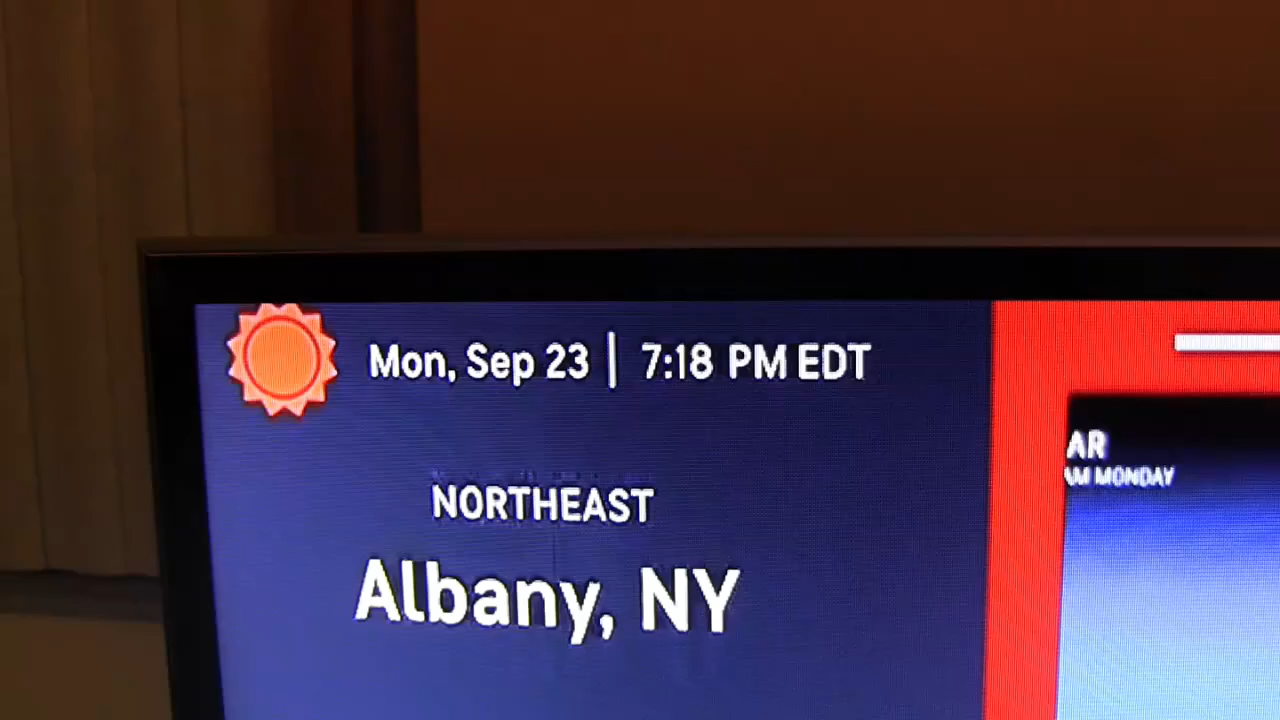 Mon, Sep 23 | 7:18 PM EDT
NORTHEAST
Albany, NY
AR
AM MONDAY